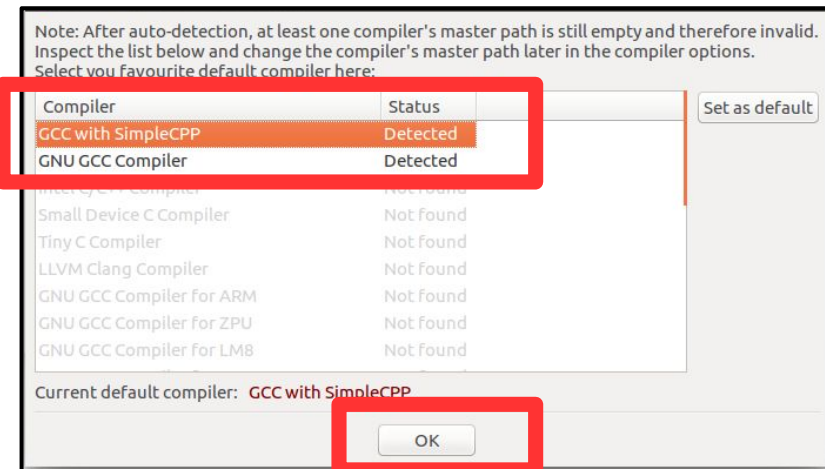 Note: After auto-detection, at least one compiler's master path is still empty and therefore invalid.
Inspect the list below and change the compiler's master path later in the compiler options.
Select you favourite default compiler here:
Compiler Status
Set as default
GCC with SimpleCPP Detected
GNU GCC Compiler Detected
Intel C/C++ Compiler Not found
Small Device C Compiler Not found
Tiny C Compiler Not found
LLVM Clang Compiler Not found
GNU GCC Compiler for ARM Not found
GNU GCC Compiler for ZPU Not found
GNU GCC Compiler for LM8 Not found
Current default compiler: GCC with SimpleCPP
OK